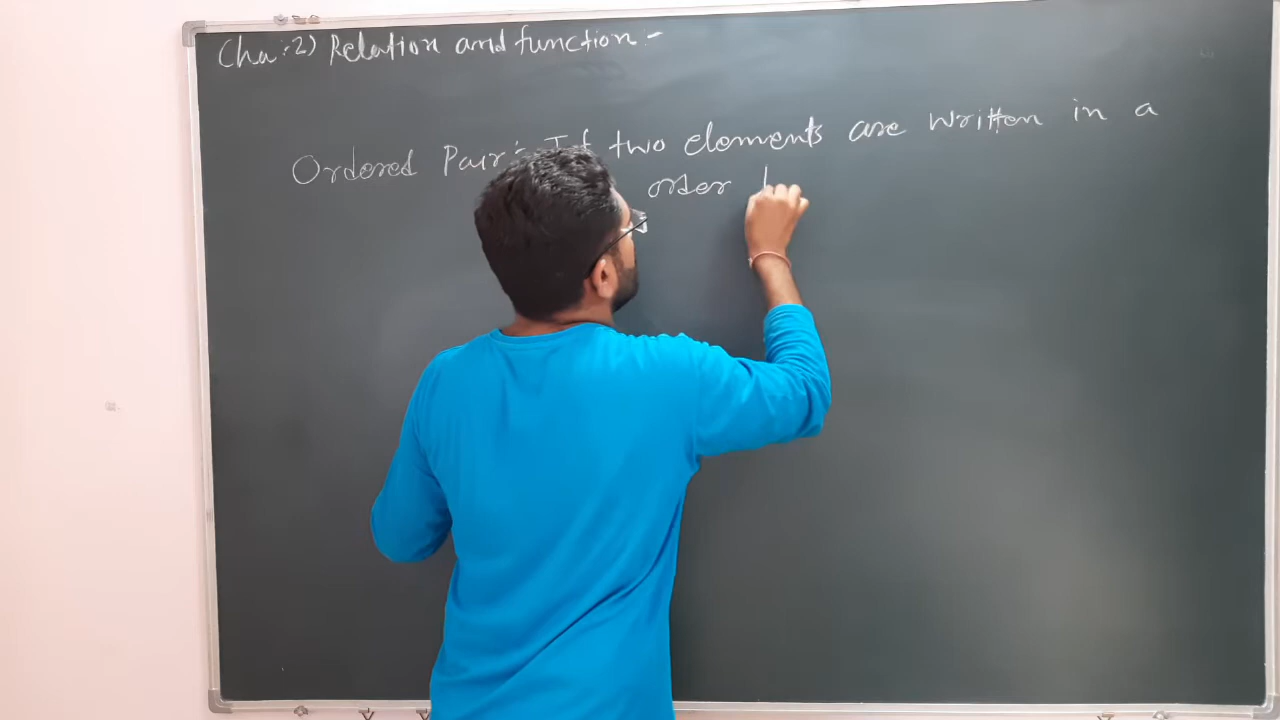 Cha:2) Relation and function:-
Ordered Pair:- If two elements are written in a
order